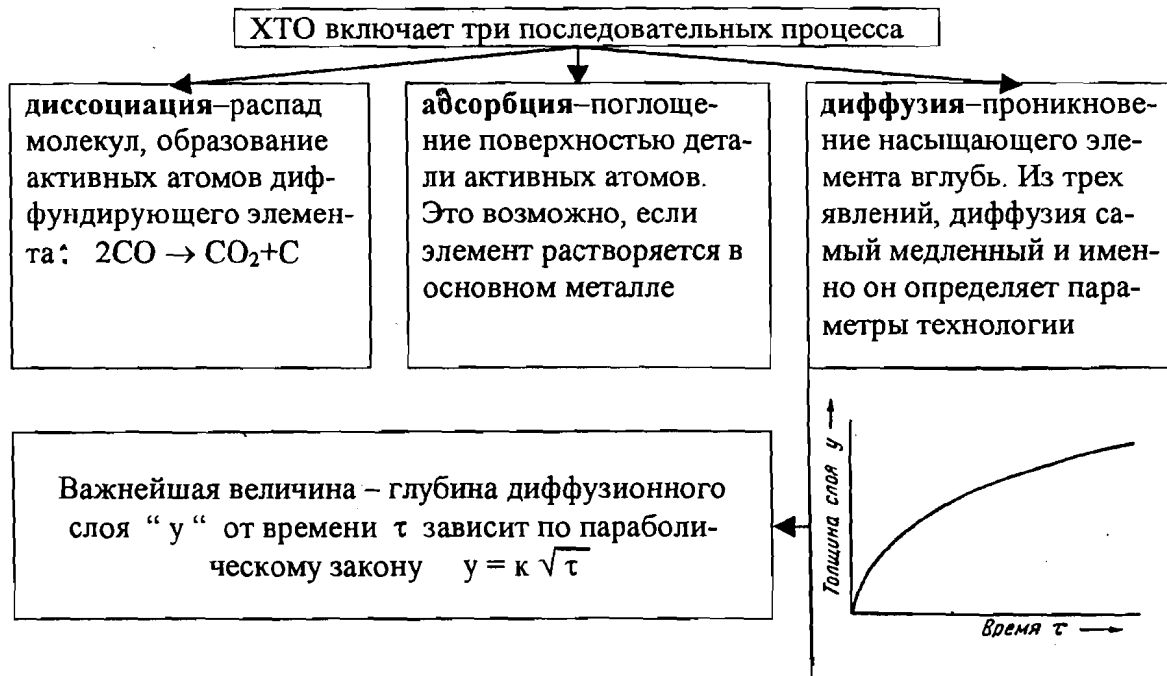 ХТО включает три последовательных процесса
диссоциация–распад
молекул, образование
активных атомов диф-
фундирующего элемен-
та: 2CO → CO₂+C
адсорбция–поглоще-
ние поверхностью дета-
ли активных атомов.
Это возможно, если
элемент растворяется в
основном металле
диффузия–проникнове-
ние насыщающего эле-
мента вглубь. Из трех
явлений, диффузия са-
мый медленный и имен-
но он определяет пара-
метры технологии
Важнейшая величина – глубина диффузионного
слоя “ у “ от времени τ зависит по параболи-
ческому закону у = к √τ
Толщина слоя y →
Время τ →